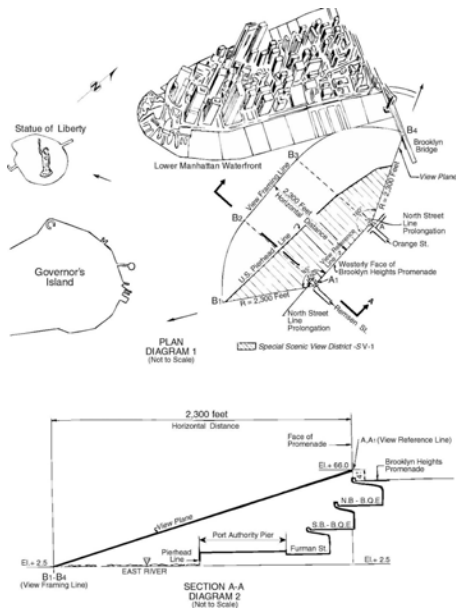 N
Statue of Liberty
Lower Manhattan Waterfront
B4
Brooklyn
Bridge
View Plane
B3
View Framing Line
2,300 Feet
Horizontal Distance
R = 2,300 Feet
B2
North Street
Line
Prolongation
Orange St.
U.S. Pierhead Line
View Reference Line
Westerly Face of
Brooklyn Heights Promenade
Governor's
Island
B1
R = 2,300 Feet
A1
A
North Street
Line
Prolongation
Remsen St.
PLAN
DIAGRAM 1
(Not to Scale)
Special Scenic View District -SV-1
2,300 feet
Horizontal Distance
Face of
Promenade
A,A1 (View Reference Line)
El.+ 66.0
Brooklyn Heights
Promenade
View Plane
N.B - B.Q.E.
S.B.- B.Q.E.
Port Authority Pier
Pierhead
Line
Furman St.
El.+ 2.5
El.+ 2.5
B1-B4
(View Framing Line)
EAST RIVER
SECTION A-A
DIAGRAM 2
(Not to Scale)